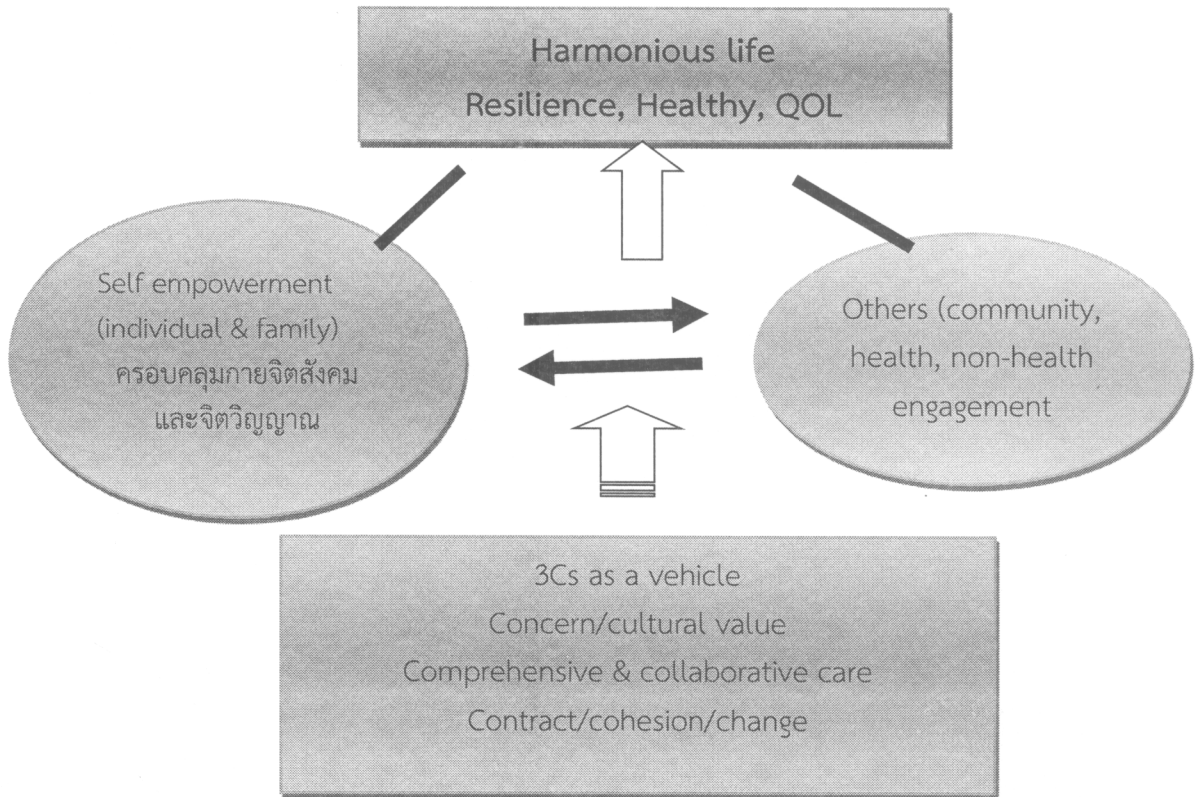 Harmonious life
Resilience, Healthy, QOL
Self empowerment
(individual & family)
ครอบคลุมกายจิตสังคม
และจิตวิญญาณ
Others (community,
health, non-health
engagement
3Cs as a vehicle
Concern/cultural value
Comprehensive & collaborative care
Contract/cohesion/change